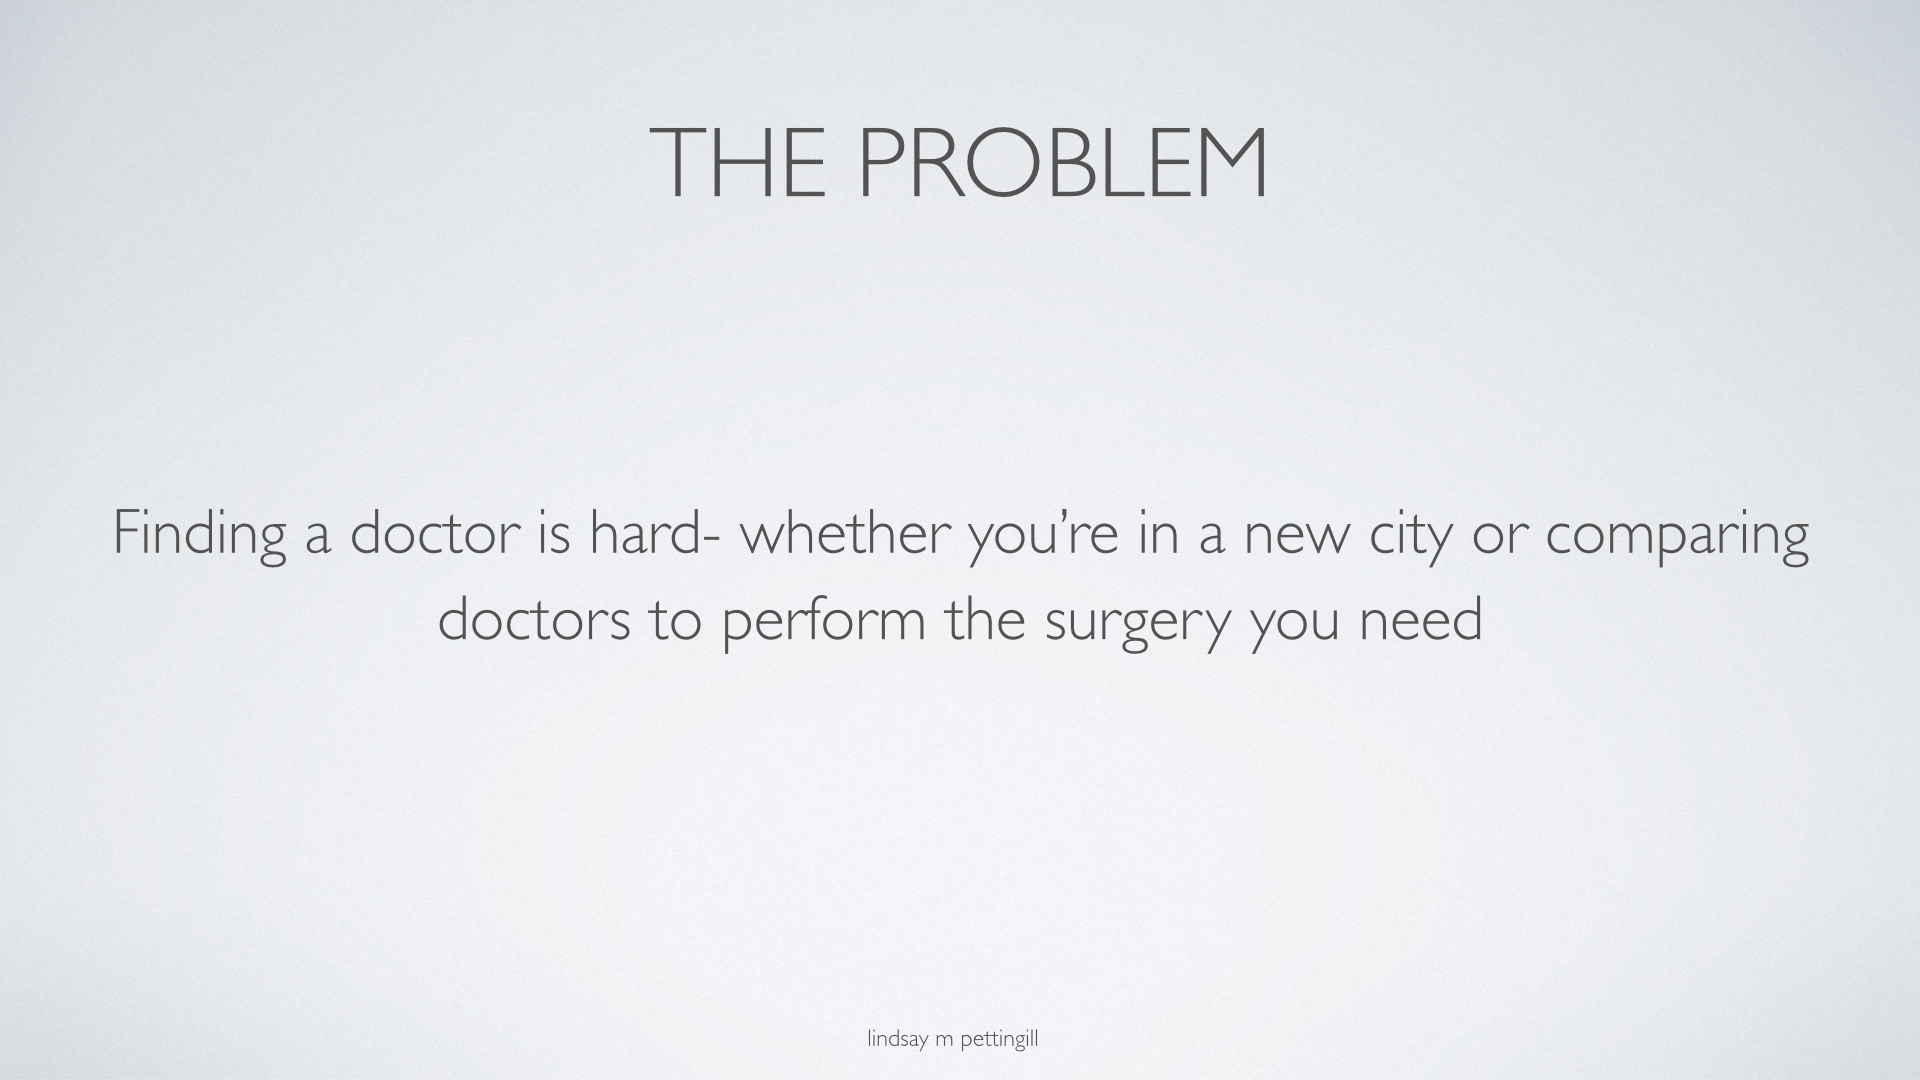 THE PROBLEM
Finding a doctor is hard- whether you’re in a new city or comparing
doctors to perform the surgery you need
lindsay m pettingill